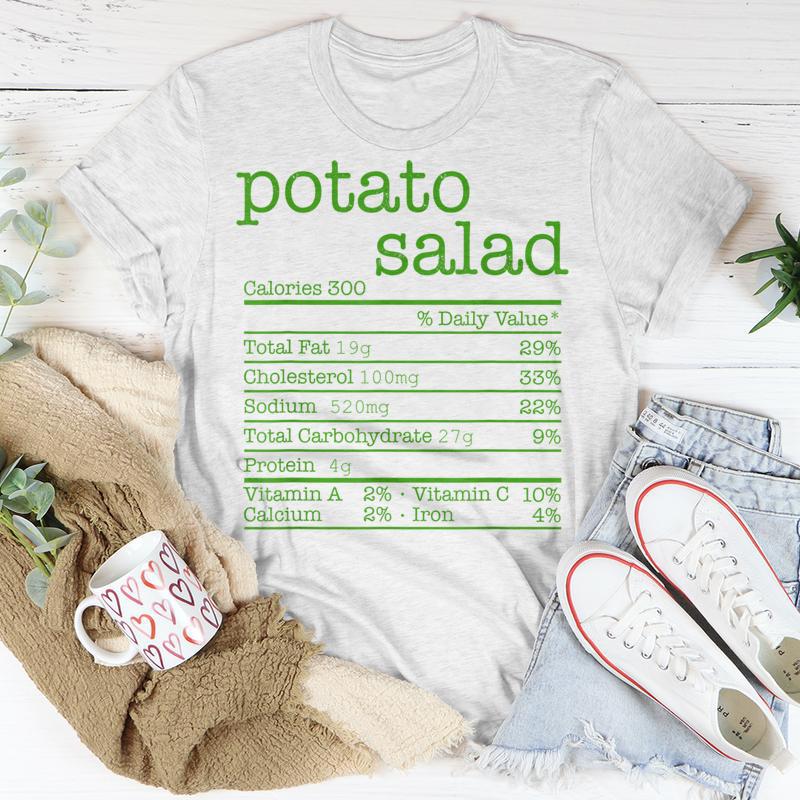 potato
salad
Calories 300
% Daily Value*
Total Fat 19g 29%
Cholesterol 100mg 33%
Sodium 520mg 22%
Total Carbohydrate 27g 9%
Protein 4g
Vitamin A 2% · Vitamin C 10%
Calcium 2% · Iron 4%